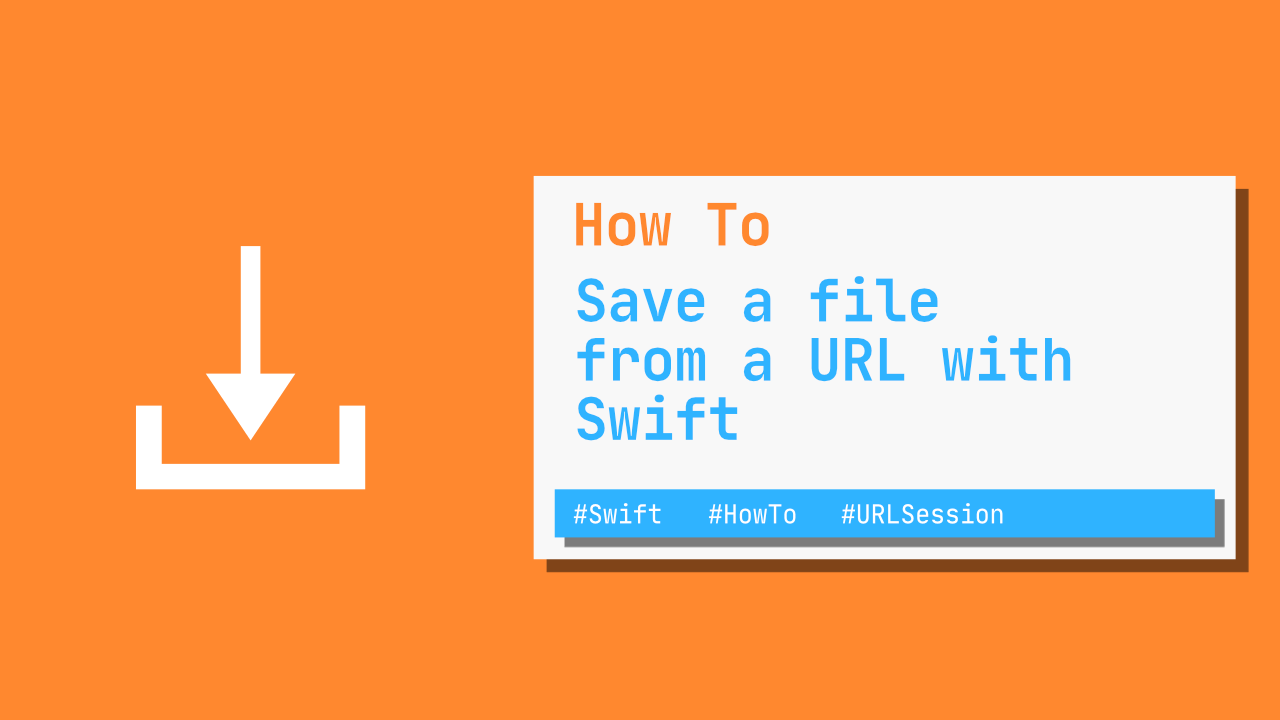 How To
Save a file
from a URL with
Swift
#Swift #HowTo #URLSession